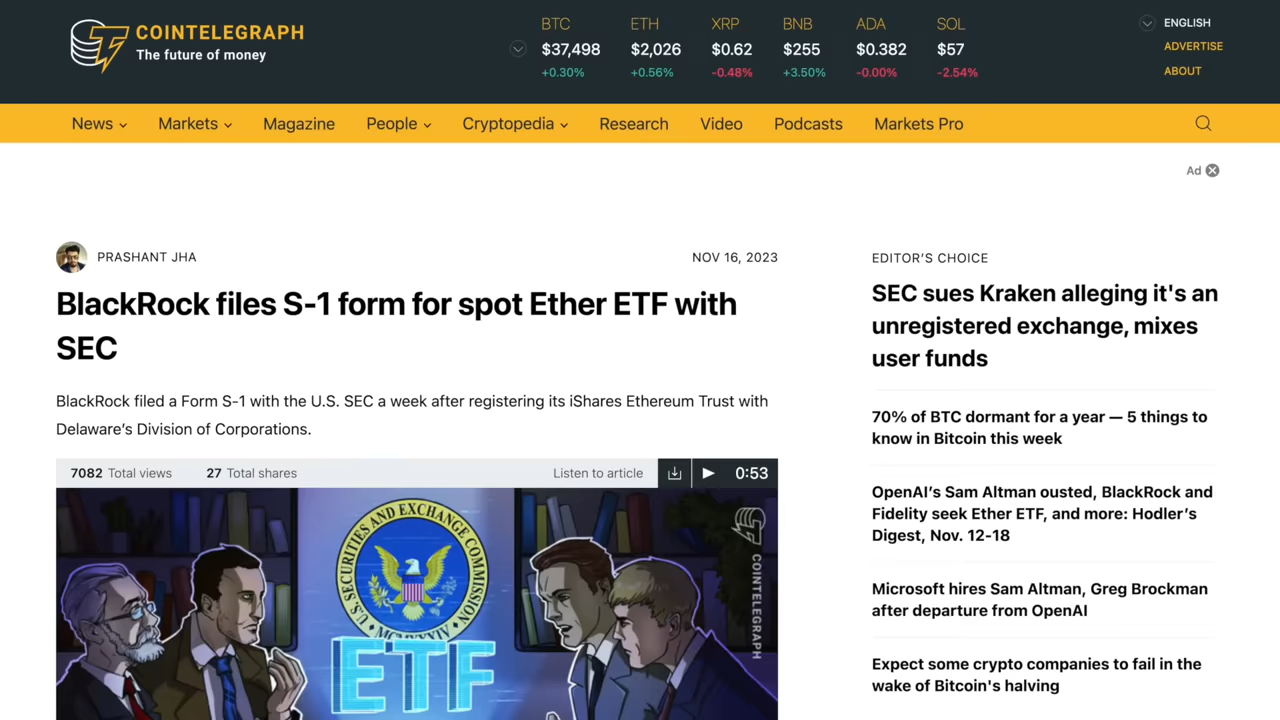 COINTELEGRAPH
The future of money
BTC ETH XRP BNB ADA SOL
$37,498 $2,026 $0.62 $255 $0.382 $57
+0.30% +0.56% -0.48% +3.50% -0.00% -2.54%
ENGLISH
ADVERTISE
ABOUT
News Markets Magazine People Cryptopedia Research Video Podcasts Markets Pro
Ad
PRASHANT JHA NOV 16, 2023
BlackRock files S-1 form for spot Ether ETF with
SEC
BlackRock filed a Form S-1 with the U.S. SEC a week after registering its iShares Ethereum Trust with
Delaware's Division of Corporations.
7082 Total views 27 Total shares Listen to article 0:53
U.S. SECURITIES AND EXCHANGE COMMISSION
MCMXXXIV
ETF
COINTELEGRAPH
EDITOR'S CHOICE
SEC sues Kraken alleging it's an
unregistered exchange, mixes
user funds
70% of BTC dormant for a year — 5 things to
know in Bitcoin this week
OpenAI's Sam Altman ousted, BlackRock and
Fidelity seek Ether ETF, and more: Hodler's
Digest, Nov. 12-18
Microsoft hires Sam Altman, Greg Brockman
after departure from OpenAI
Expect some crypto companies to fail in the
wake of Bitcoin's halving